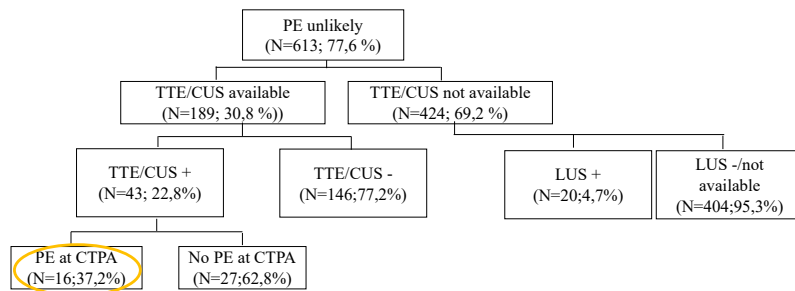 PE unlikely
(N=613; 77,6 %)
TTE/CUS available
(N=189; 30,8 %))
TTE/CUS not available
(N=424; 69,2 %)
TTE/CUS +
(N=43; 22,8%)
TTE/CUS -
(N=146;77,2%)
LUS +
(N=20;4,7%)
LUS -/not
available
(N=404;95,3%)
PE at CTPA
(N=16;37,2%)
No PE at CTPA
(N=27;62,8%)